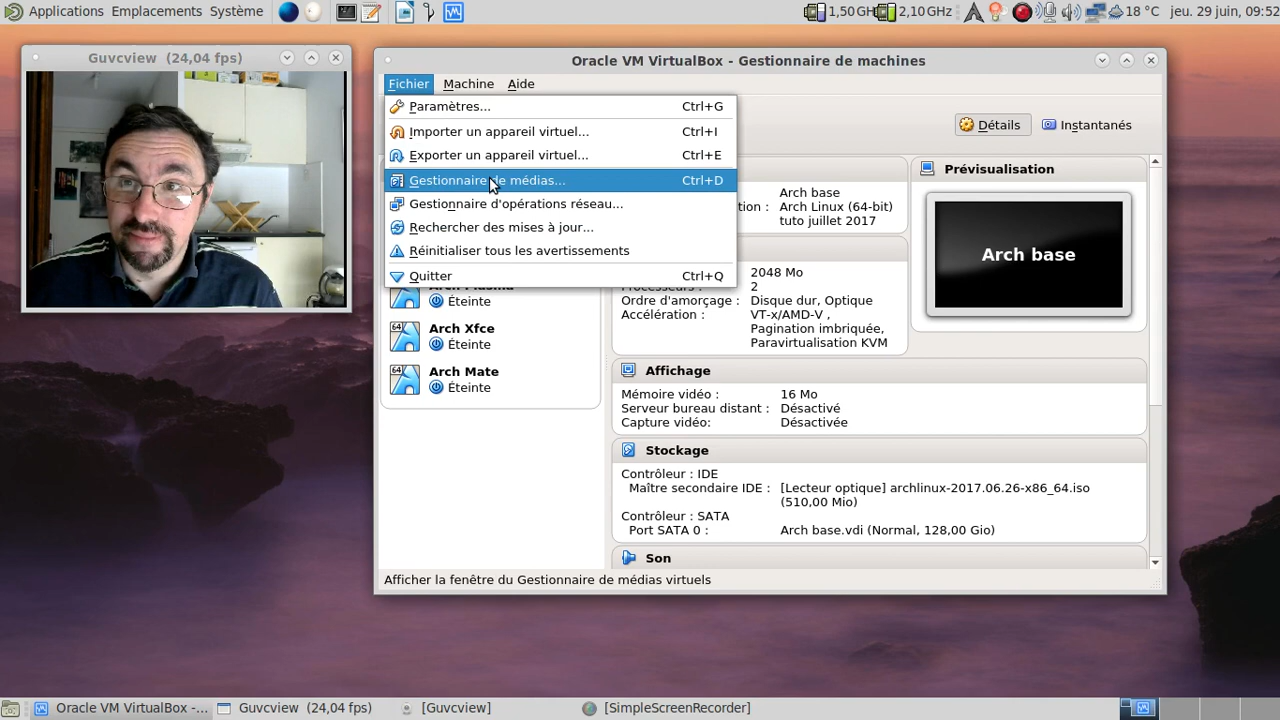 Applications Emplacements Système
1,50 GHz 2,10 GHz 18 °C jeu. 29 juin, 09:52
Guvcview (24,04 fps)
Oracle VM VirtualBox - Gestionnaire de machines
Fichier Machine Aide
Paramètres... Ctrl+G
Importer un appareil virtuel... Ctrl+I
Exporter un appareil virtuel... Ctrl+E
Gestionnaire de médias... Ctrl+D
Gestionnaire d'opérations réseau...
Rechercher des mises à jour...
Réinitialiser tous les avertissements
Quitter Ctrl+Q
Détails Instantanés
Éteinte
64 Arch Xfce
Éteinte
64 Arch Mate
Éteinte
Arch base
Arch Linux (64-bit)
tuto juillet 2017
2048 Mo
2
Ordre d'amorçage : Disque dur, Optique
Accélération : VT-x/AMD-V ,
Pagination imbriquée,
Paravirtualisation KVM
Prévisualisation
Arch base
Affichage
Mémoire vidéo : 16 Mo
Serveur bureau distant : Désactivé
Capture vidéo: Désactivée
Stockage
Contrôleur : IDE
Maître secondaire IDE : [Lecteur optique] archlinux-2017.06.26-x86_64.iso
(510,00 Mio)
Contrôleur : SATA
Port SATA 0 : Arch base.vdi (Normal, 128,00 Gio)
Son
Afficher la fenêtre du Gestionnaire de médias virtuels
Oracle VM VirtualBox -... Guvcview (24,04 fps) [Guvcview] [SimpleScreenRecorder]